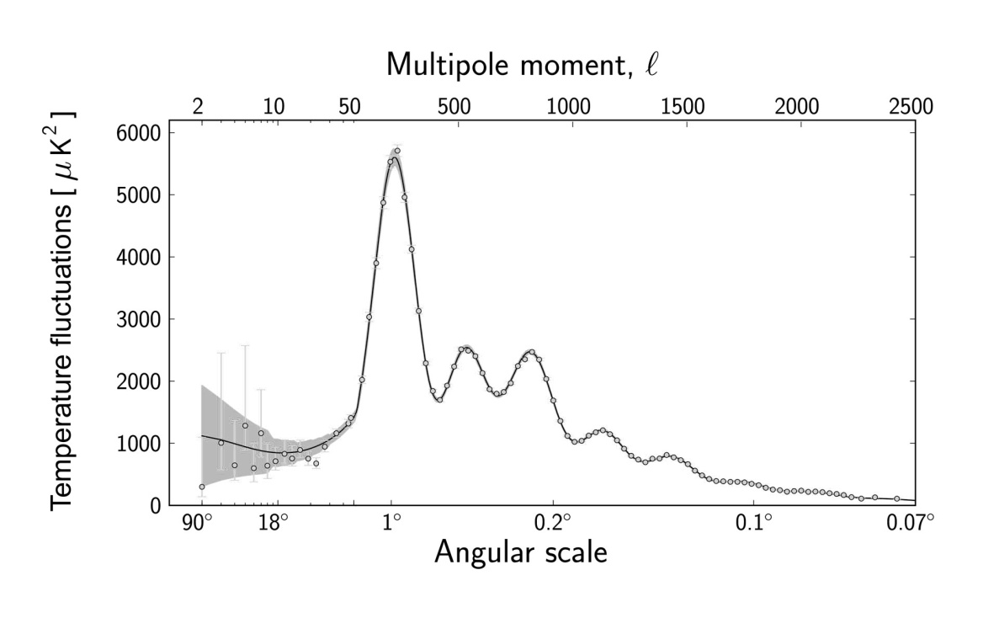 Multipole moment, ℓ
2 10 50 500 1000 1500 2000 2500
Temperature fluctuations [ μ K² ]
6000
5000
4000
3000
2000
1000
0
90° 18° 1° 0.2° 0.1° 0.07°
Angular scale